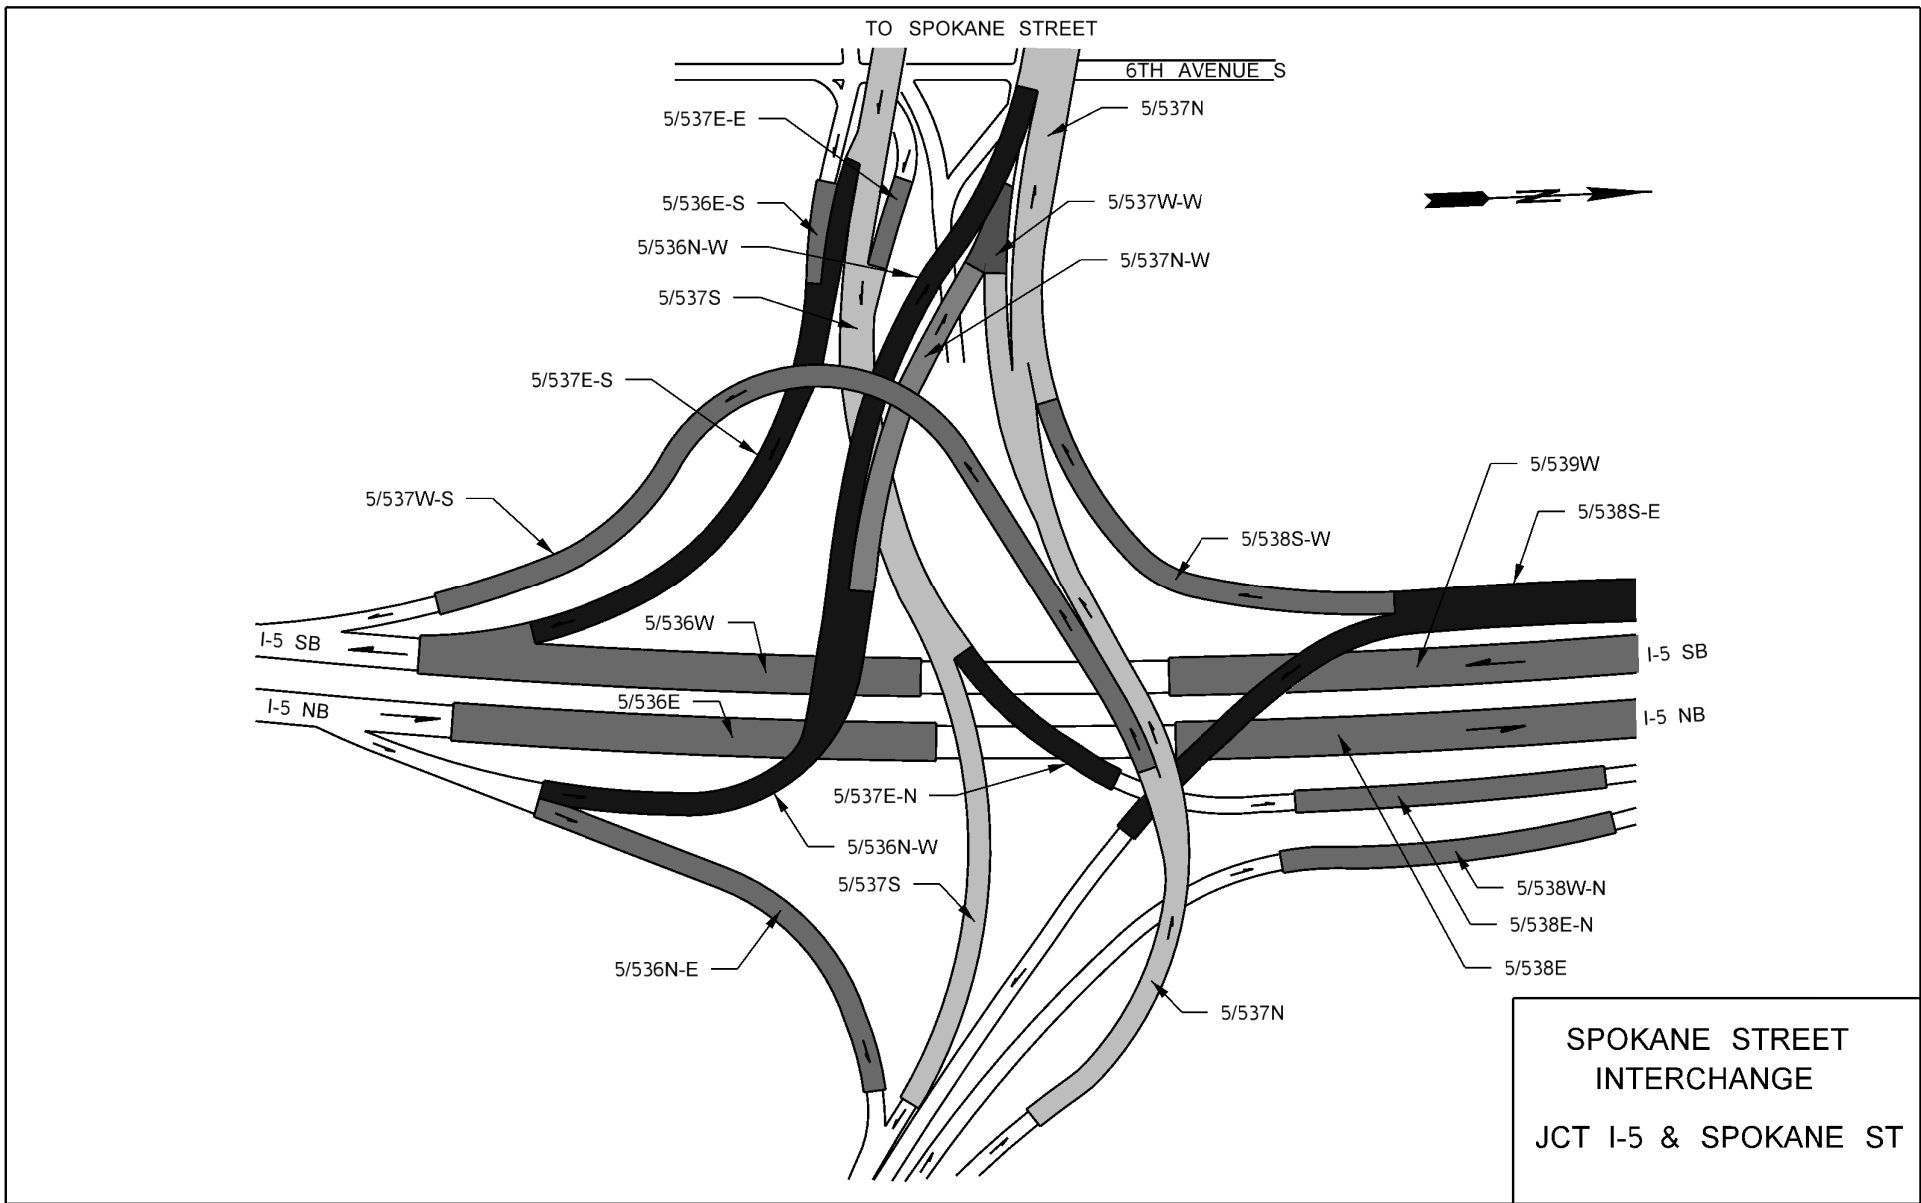 TO SPOKANE STREET
6TH AVENUE S
5/537N
5/537E-E
5/536E-S
5/537W-W
5/536N-W
5/537N-W
5/537S
N
5/537E-S
5/537W-S
5/539W
5/538S-E
5/538S-W
5/536W
I-5 SB
I-5 SB
5/536E
I-5 NB
I-5 NB
5/537E-N
5/536N-W
5/537S
5/538W-N
5/538E-N
5/536N-E
5/538E
5/537N
SPOKANE STREET
INTERCHANGE
JCT I-5 & SPOKANE ST